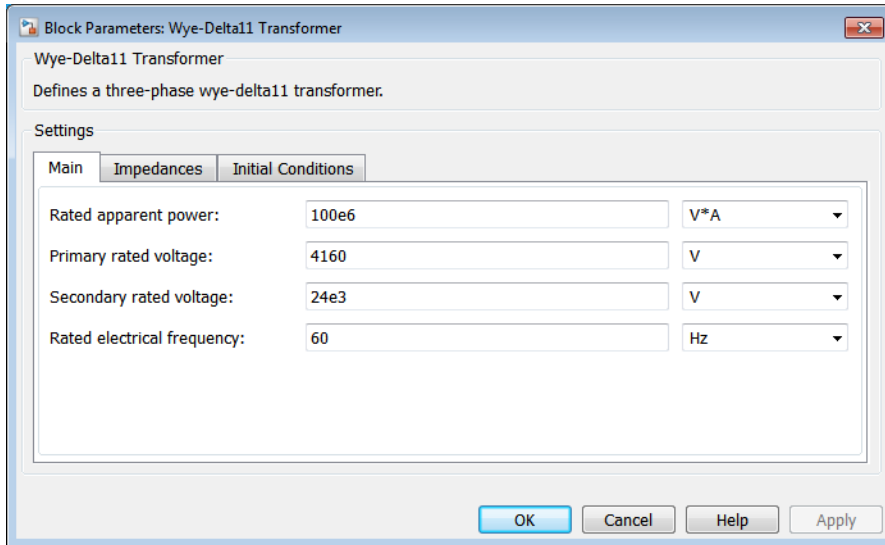 Block Parameters: Wye-Delta11 Transformer
Wye-Delta11 Transformer
Defines a three-phase wye-delta11 transformer.
Settings
Main Impedances Initial Conditions
Rated apparent power: 100e6 V*A
Primary rated voltage: 4160 V
Secondary rated voltage: 24e3 V
Rated electrical frequency: 60 Hz
OK Cancel Help Apply